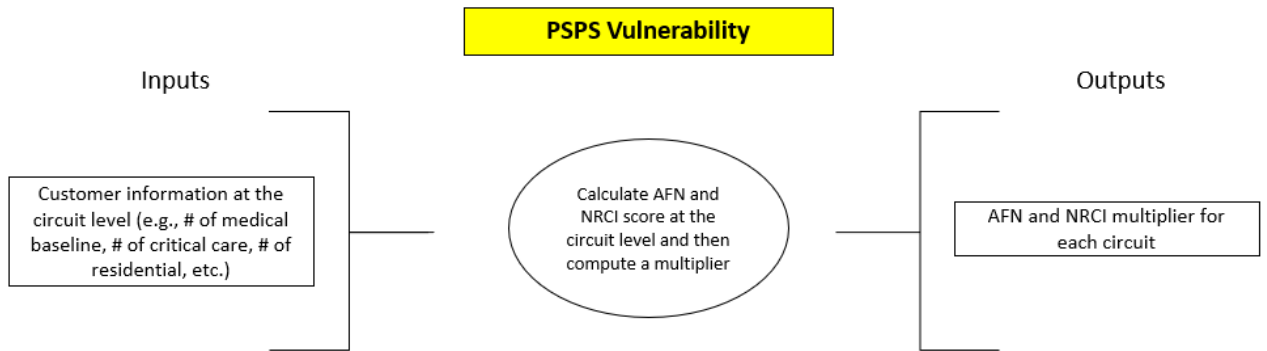 PSPS Vulnerability
Inputs
Outputs
Customer information at the
circuit level (e.g., # of medical
baseline, # of critical care, # of
residential, etc.)
Calculate AFN and
NRCI score at the
circuit level and then
compute a multiplier
AFN and NRCI multiplier for
each circuit